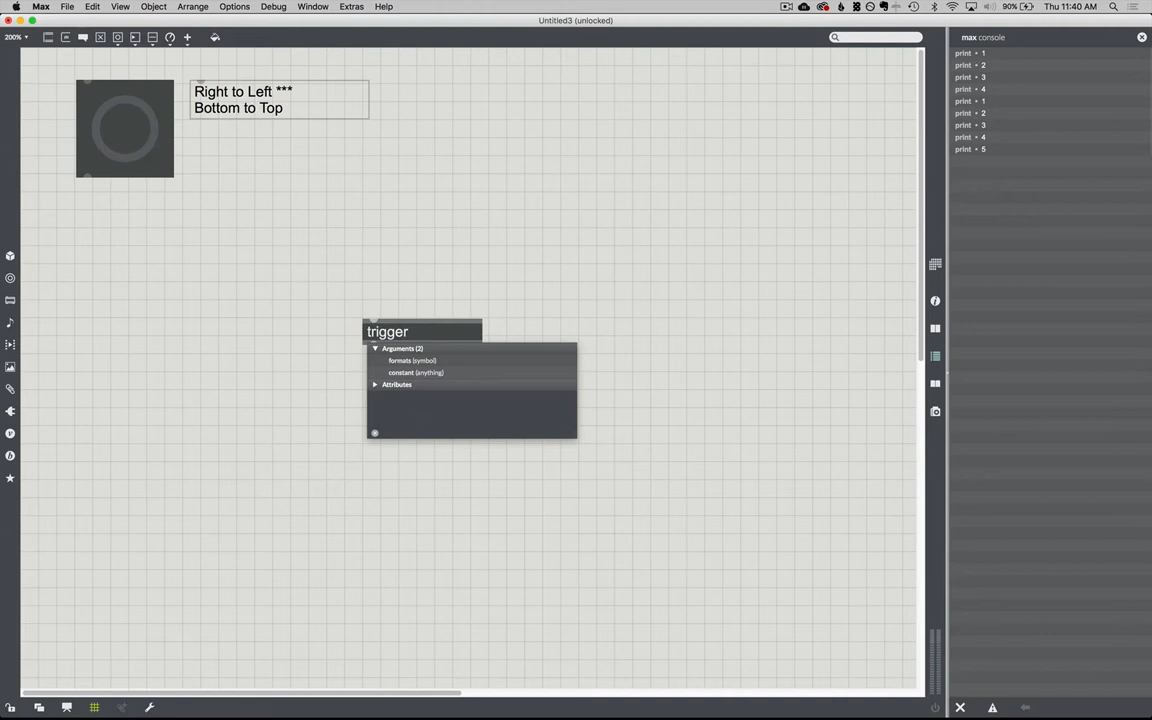 Max File Edit View Object Arrange Options Debug Window Extras Help
90% Thu 11:40 AM
Untitled3 (unlocked)
200%
max console
print • 1
print • 2
print • 3
print • 4
print • 1
print • 2
print • 3
print • 4
print • 5
Right to Left ***
Bottom to Top
trigger
Arguments (2)
formats (symbol)
constant (anything)
Attributes